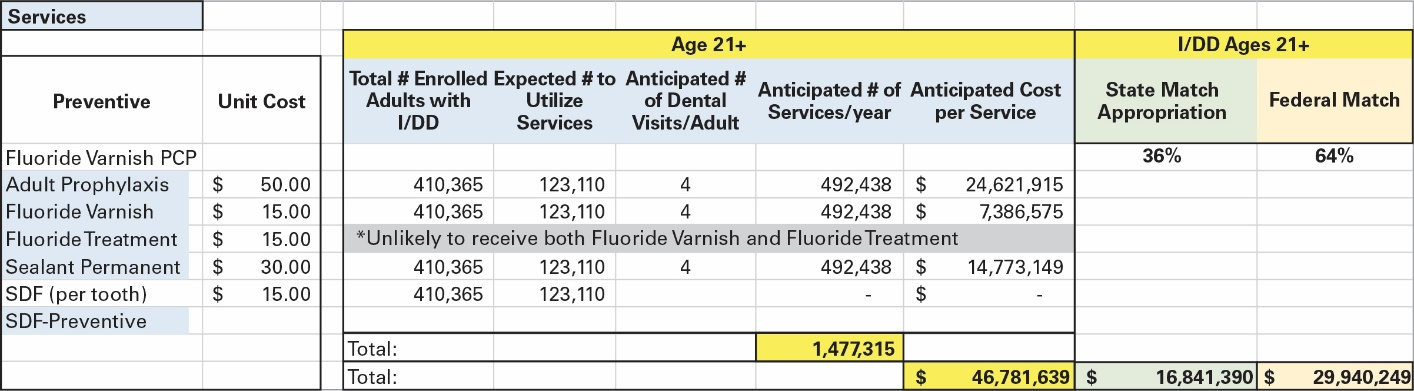 Services
Age 21+ I/DD Ages 21+
Preventive Unit Cost Total # Enrolled Adults with I/DD Expected # to Utilize Services Anticipated # of Dental Visits/Adult Anticipated # of Services/year Anticipated Cost per Service State Match Appropriation Federal Match
Fluoride Varnish PCP 36% 64%
Adult Prophylaxis $ 50.00 410,365 123,110 4 492,438 $ 24,621,915
Fluoride Varnish $ 15.00 410,365 123,110 4 492,438 $ 7,386,575
Fluoride Treatment $ 15.00 *Unlikely to receive both Fluoride Varnish and Fluoride Treatment
Sealant Permanent $ 30.00 410,365 123,110 4 492,438 $ 14,773,149
SDF (per tooth) $ 15.00 410,365 123,110 - $ -
SDF-Preventive
Total: 1,477,315
Total: $ 46,781,639 $ 16,841,390 $ 29,940,249